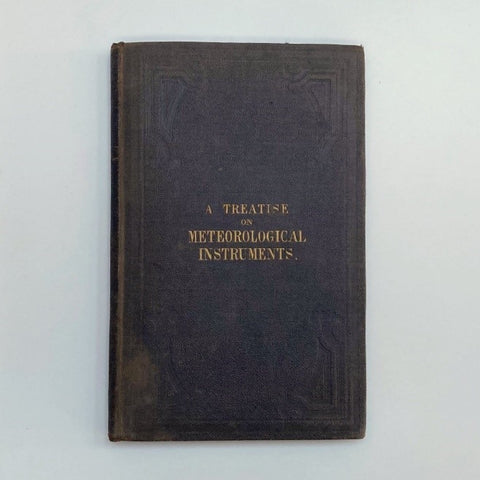 A TREATISE
ON
METEOROLOGICAL
INSTRUMENTS.